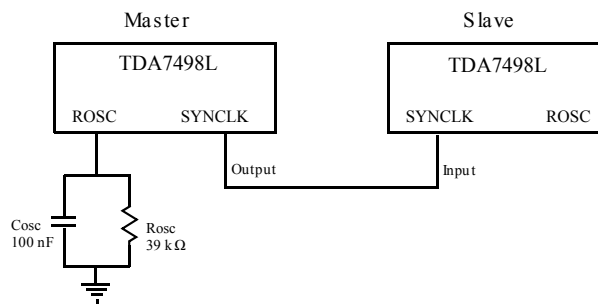 Master
Slave
TDA7498L
TDA7498L
ROSC
SYNCLK
SYNCLK
ROSC
Output
Input
Cosc
100 nF
Rosc
39 kΩ